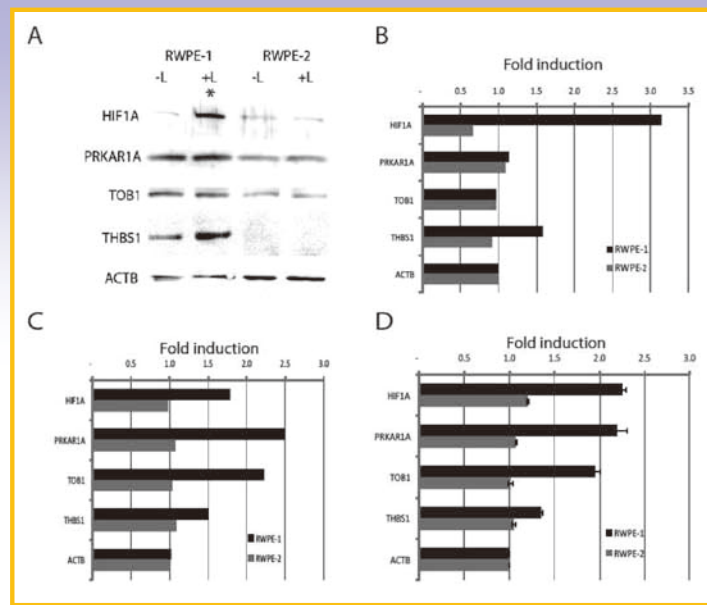 A
RWPE-1 RWPE-2
-L +L -L +L
*
HIF1A
PRKAR1A
TOB1
THBS1
ACTB
B
Fold induction
- 0.5 1.0 1.5 2.0 2.5 3.0 3.5
HIF1A
PRKAR1A
TOB1
THBS1
ACTB
RWPE-1
RWPE-2
C
Fold induction
- 0.5 1.0 1.5 2.0 2.5 3.0
HIF1A
PRKAR1A
TOB1
THBS1
ACTB
RWPE-1
RWPE-2
D
Fold induction
- 0.5 1.0 1.5 2.0 2.5 3.0
HIF1A
PRKAR1A
TOB1
THBS1
ACTB
RWPE-1
RWPE-2